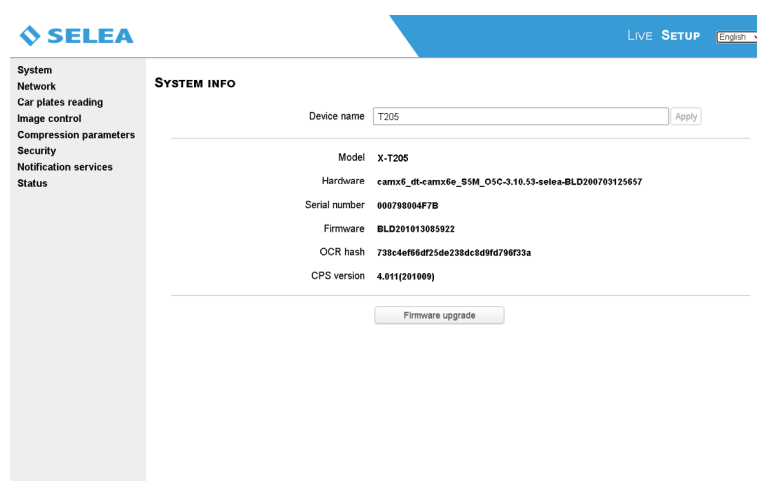 SELEA
LIVE SETUP English
System
Network
Car plates reading
Image control
Compression parameters
Security
Notification services
Status
SYSTEM INFO
Device name T205 Apply
Model X-T205
Hardware camx6_dt-camx6e_S5M_O5C-3.10.53-selea-BLD200703125657
Serial number 000798004F7B
Firmware BLD201013085922
OCR hash 738c4ef66df25de238dc8d9fd796f33a
CPS version 4.011(201009)
Firmware upgrade